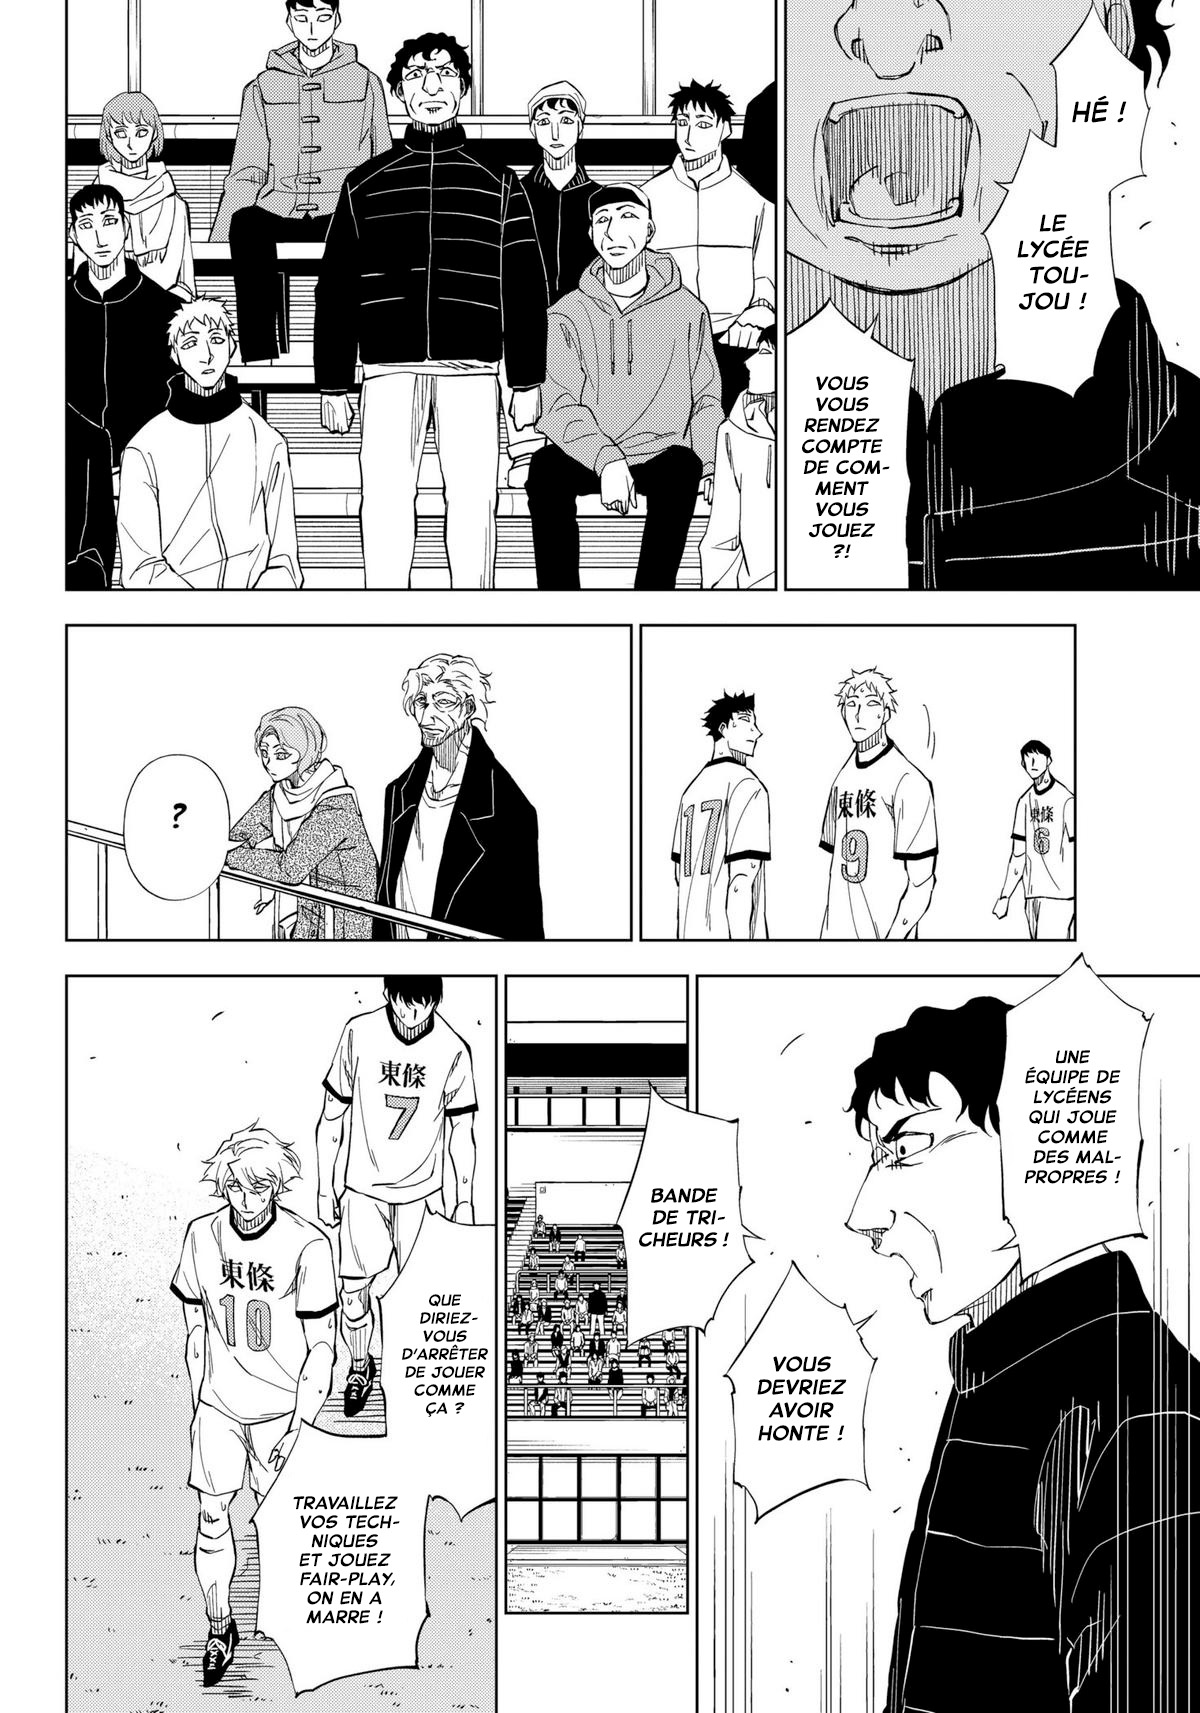 HÉ !
LE
LYCÉE
TOU-
JOU !
VOUS
VOUS
RENDEZ
COMPTE
DE COM-
MENT
VOUS
JOUEZ
?!
17
東條
9
東條
6
?
UNE
ÉQUIPE DE
LYCÉENS
QUI JOUE
COMME
DES MAL-
PROPRES !
BANDE
DE TRI-
CHEURS !
VOUS
DEVRIEZ
AVOIR
HONTE !
東條
7
東條
10
QUE
DIRIEZ-
VOUS
D'ARRÊTER
DE JOUER
COMME
ÇA ?
TRAVAILLEZ
VOS TECH-
NIQUES
ET JOUEZ
FAIR-PLAY,
ON EN A
MARRE !